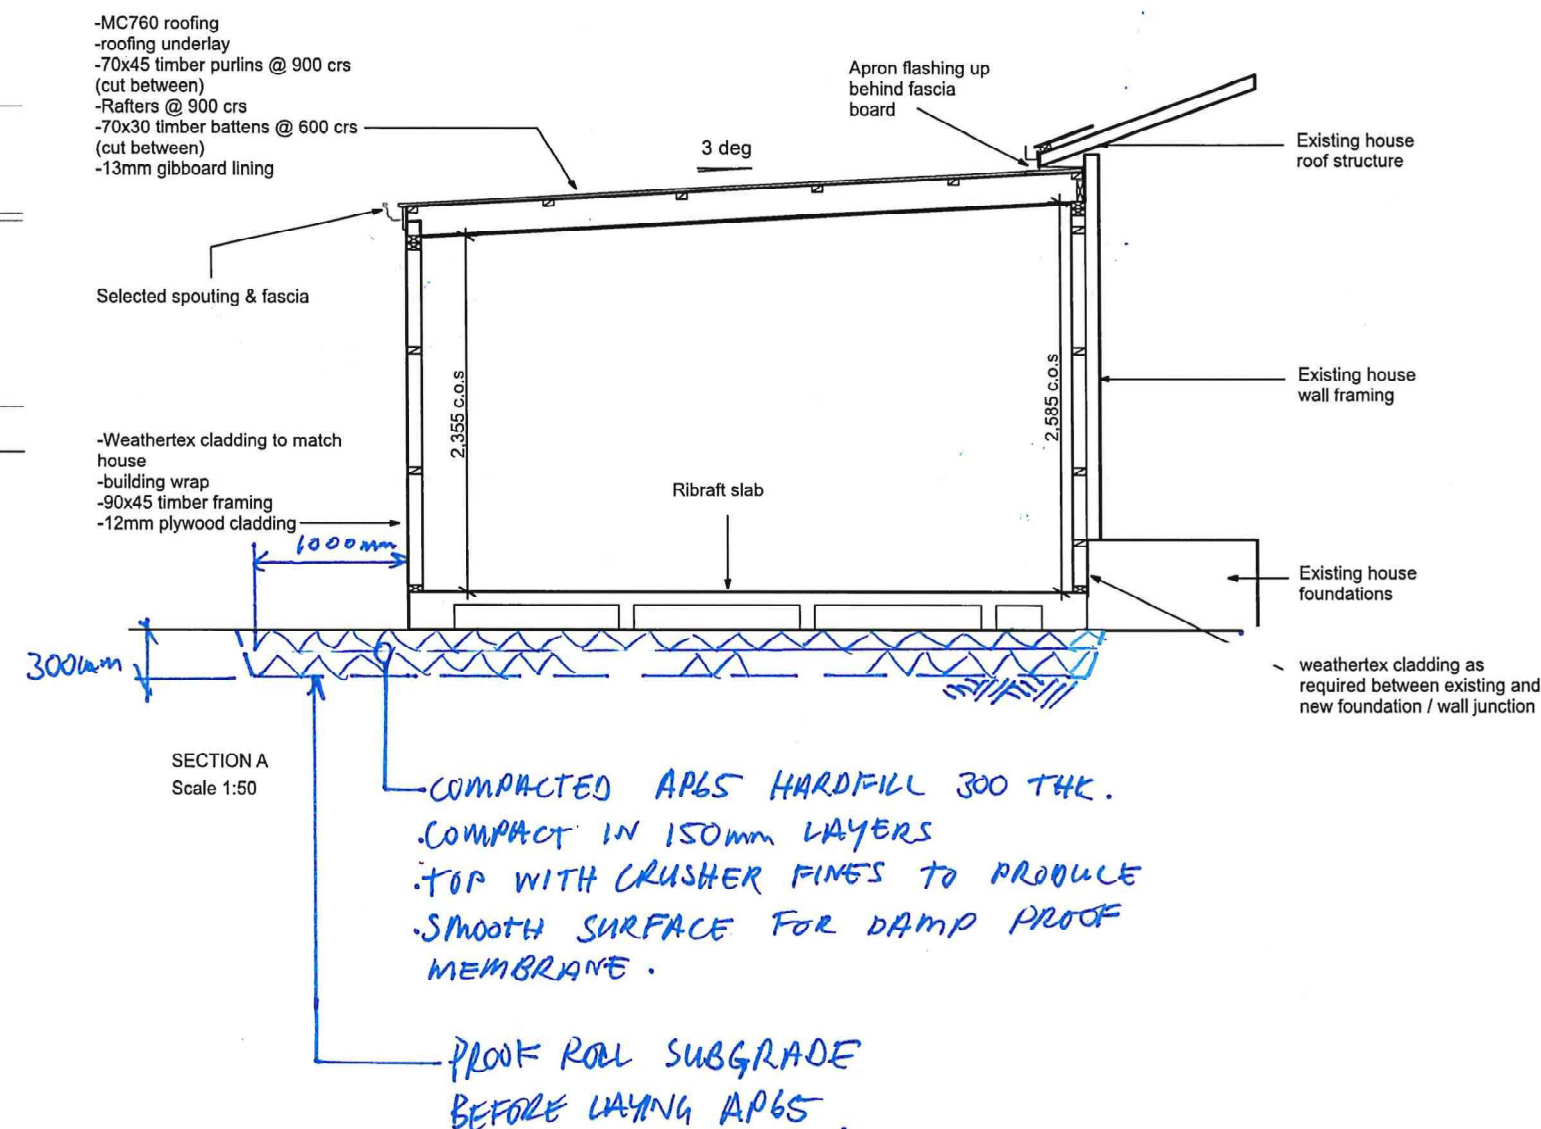 -MC760 roofing
-roofing underlay
-70x45 timber purlins @ 900 crs
(cut between)
-Rafters @ 900 crs
-70x30 timber battens @ 600 crs
(cut between)
-13mm gibboard lining
Apron flashing up
behind fascia
board
3 deg
Existing house
roof structure
Selected spouting & fascia
2,355 c.o.s
2,585 c.o.s
Existing house
wall framing
-Weathertex cladding to match
house
-building wrap
-90x45 timber framing
-12mm plywood cladding
Ribraft slab
1000mm
Existing house
foundations
300mm
weathertex cladding as
required between existing and
new foundation / wall junction
SECTION A
Scale 1:50
COMPACTED AP65 HARDFILL 300 THK.
.COMPACT IN 150mm LAYERS
.TOP WITH CRUSHER FINES TO PRODUCE
.SMOOTH SURFACE FOR DAMP PROOF
MEMBRANE.
PROOF ROLL SUBGRADE
BEFORE LAYING AP65.